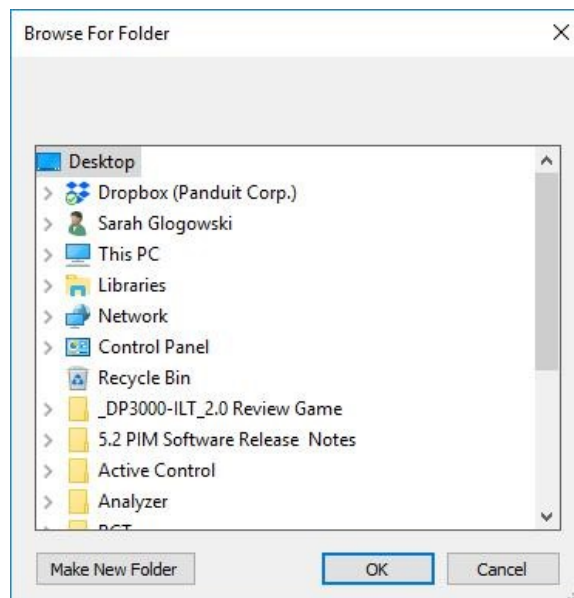 Browse For Folder
Desktop
Dropbox (Panduit Corp.)
Sarah Glogowski
This PC
Libraries
Network
Control Panel
Recycle Bin
_DP3000-ILT_2.0 Review Game
5.2 PIM Software Release  Notes
Active Control
Analyzer
Make New Folder
OK
Cancel